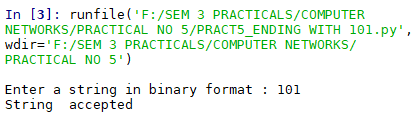 In [3]: runfile('F:/SEM 3 PRACTICALS/COMPUTER
NETWORKS/PRACTICAL NO 5/PRACT5_ENDING WITH 101.py',
wdir='F:/SEM 3 PRACTICALS/COMPUTER NETWORKS/
PRACTICAL NO 5')
Enter a string in binary format : 101
String  accepted